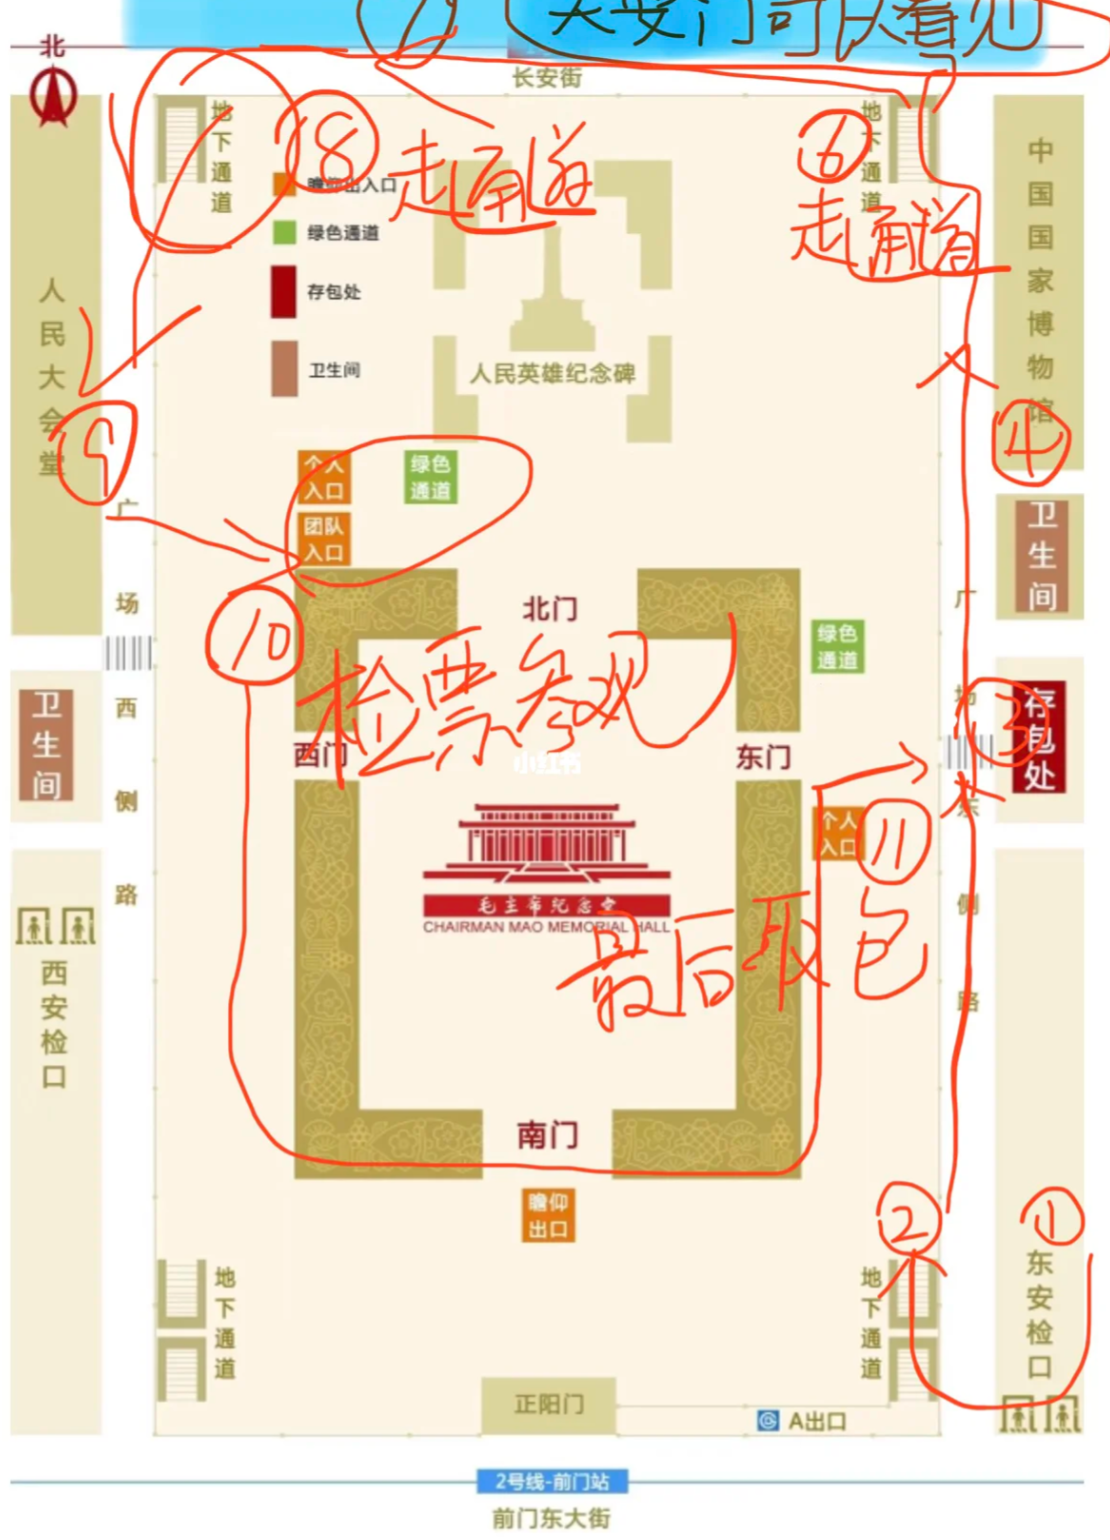 ⑦ 天安门可以看见
北
长安街
地下通道
⑧
走甬道
⑥
地下通道
走甬道
中国国家博物馆
瞻仰出入口
绿色通道
存包处
卫生间
人民英雄纪念碑
人民大会堂
④
⑨
个人入口
绿色通道
团队入口
卫生间
广场西侧路
广场东侧路
北门
⑩
检票参观
绿色通道
卫生间
西门
小红书
东门
③
存包处
个人入口
⑪
毛主席纪念堂
CHAIRMAN MAO MEMORIAL HALL
最后取包
西安检口
南门
瞻仰出口
②
①
东安检口
地下通道
地下通道
正阳门
A出口
2号线-前门站
前门东大街